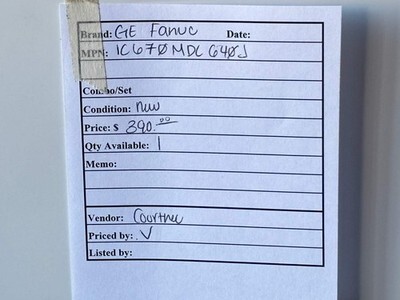 Brand: GE Fanuc Date:
MPN: IC670MDL640J
Combo/Set
Condition: new
Price: $ 390.00
Qty Available: 1
Memo:
Vendor: Courtney
Priced by: V
Listed by: